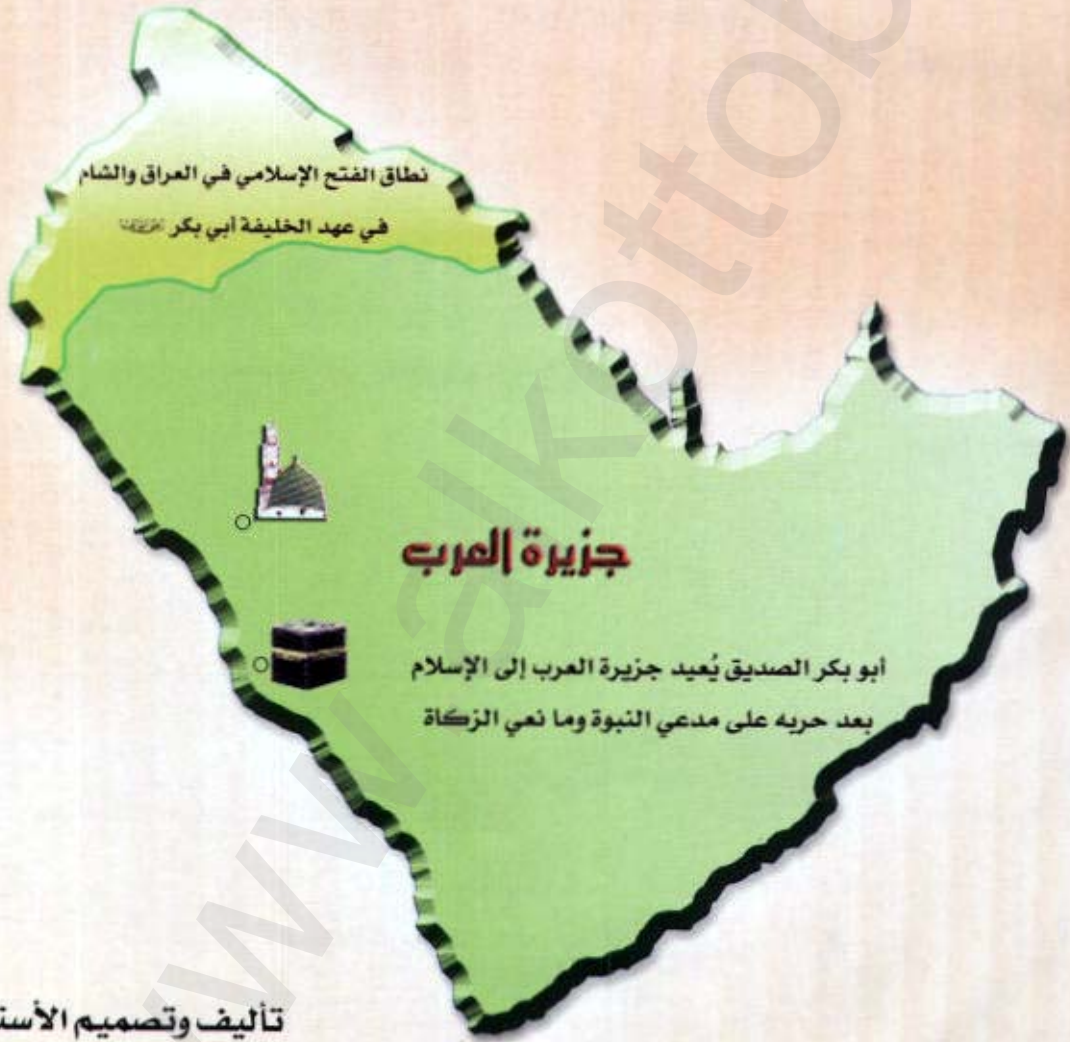 نطاق الفتح الإسلامي في العراق والشام
في عهد الخليفة أبي بكر
جزيرة العرب
أبو بكر الصديق يُعيد جزيرة العرب إلى الإسلام
بعد حربه على مدعي النبوة وما نعي الزكاة
تأليف وتصميم الأستـ